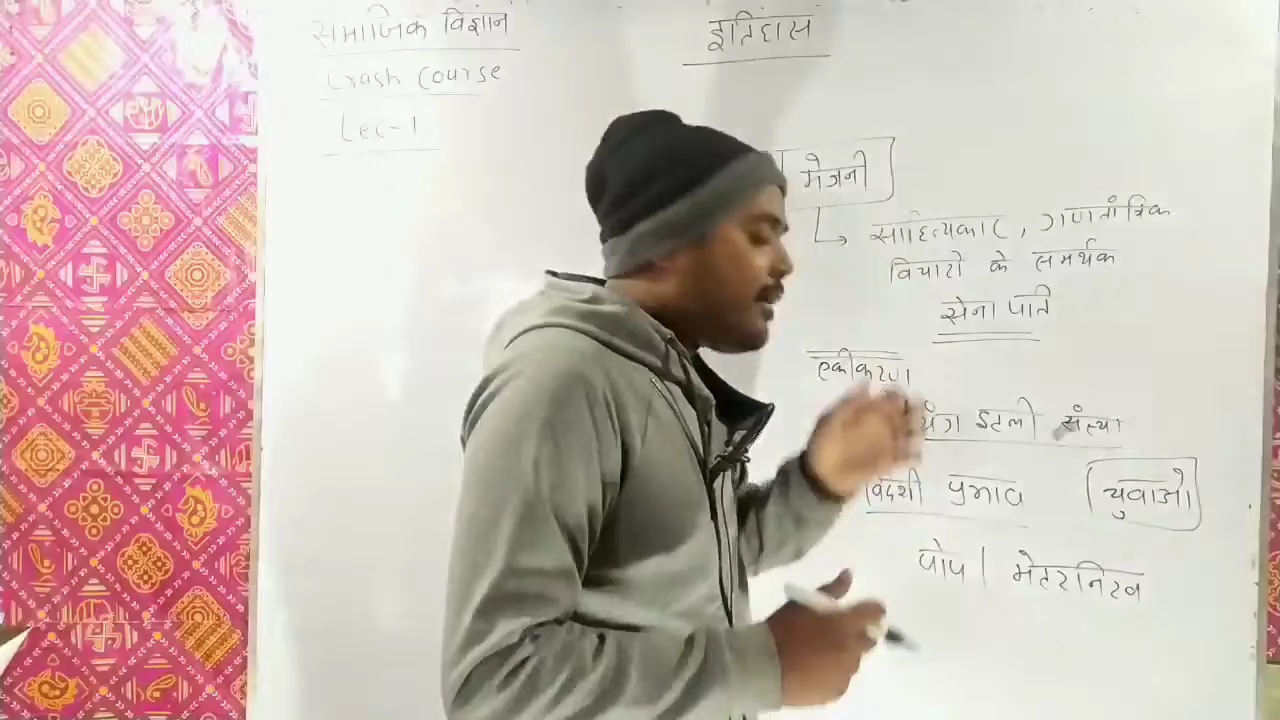 सामाजिक विज्ञान
Crash Course
Lec-1
इतिहास
मेजनी
साहित्यकार, गणतांत्रिक
विचारो के समर्थक
सेनापति
एकीकरण
यंग इटली संस्था
विदेशी प्रभाव
युवाओ
पोप | मेटरनिख